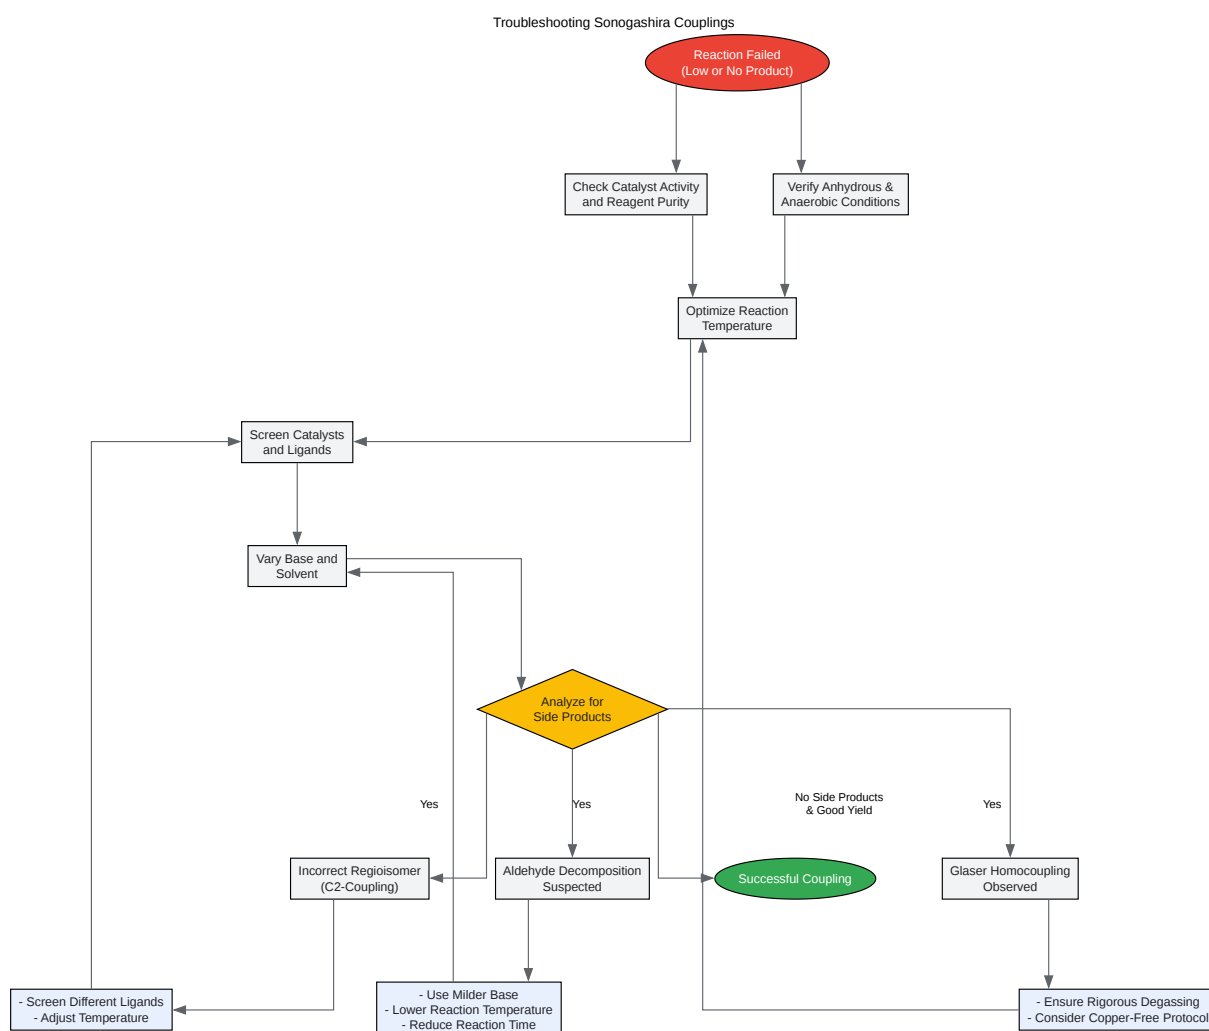 Troubleshooting Sonogashira Couplings
Reaction Failed
(Low or No Product)
Check Catalyst Activity
and Reagent Purity
Verify Anhydrous &
Anaerobic Conditions
Optimize Reaction
Temperature
Screen Catalysts
and Ligands
Vary Base and
Solvent
Analyze for
Side Products
Yes
Yes
No Side Products
& Good Yield
Yes
Incorrect Regioisomer
(C2-Coupling)
Aldehyde Decomposition
Suspected
Successful Coupling
Glaser Homocoupling
Observed
- Screen Different Ligands
- Adjust Temperature
- Use Milder Base
- Lower Reaction Temperature
- Reduce Reaction Time
- Ensure Rigorous Degassing
- Consider Copper-Free Protocol